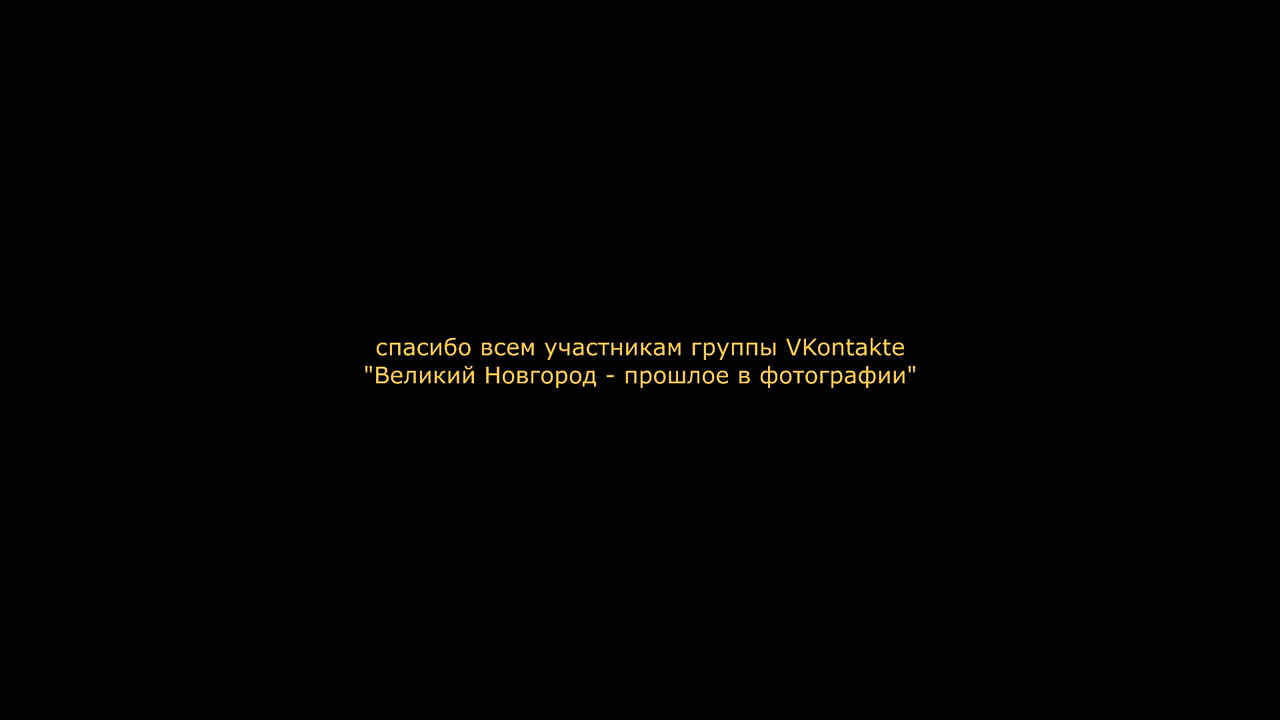 спасибо всем участникам группы VKontakte
"Великий Новгород - прошлое в фотографии"